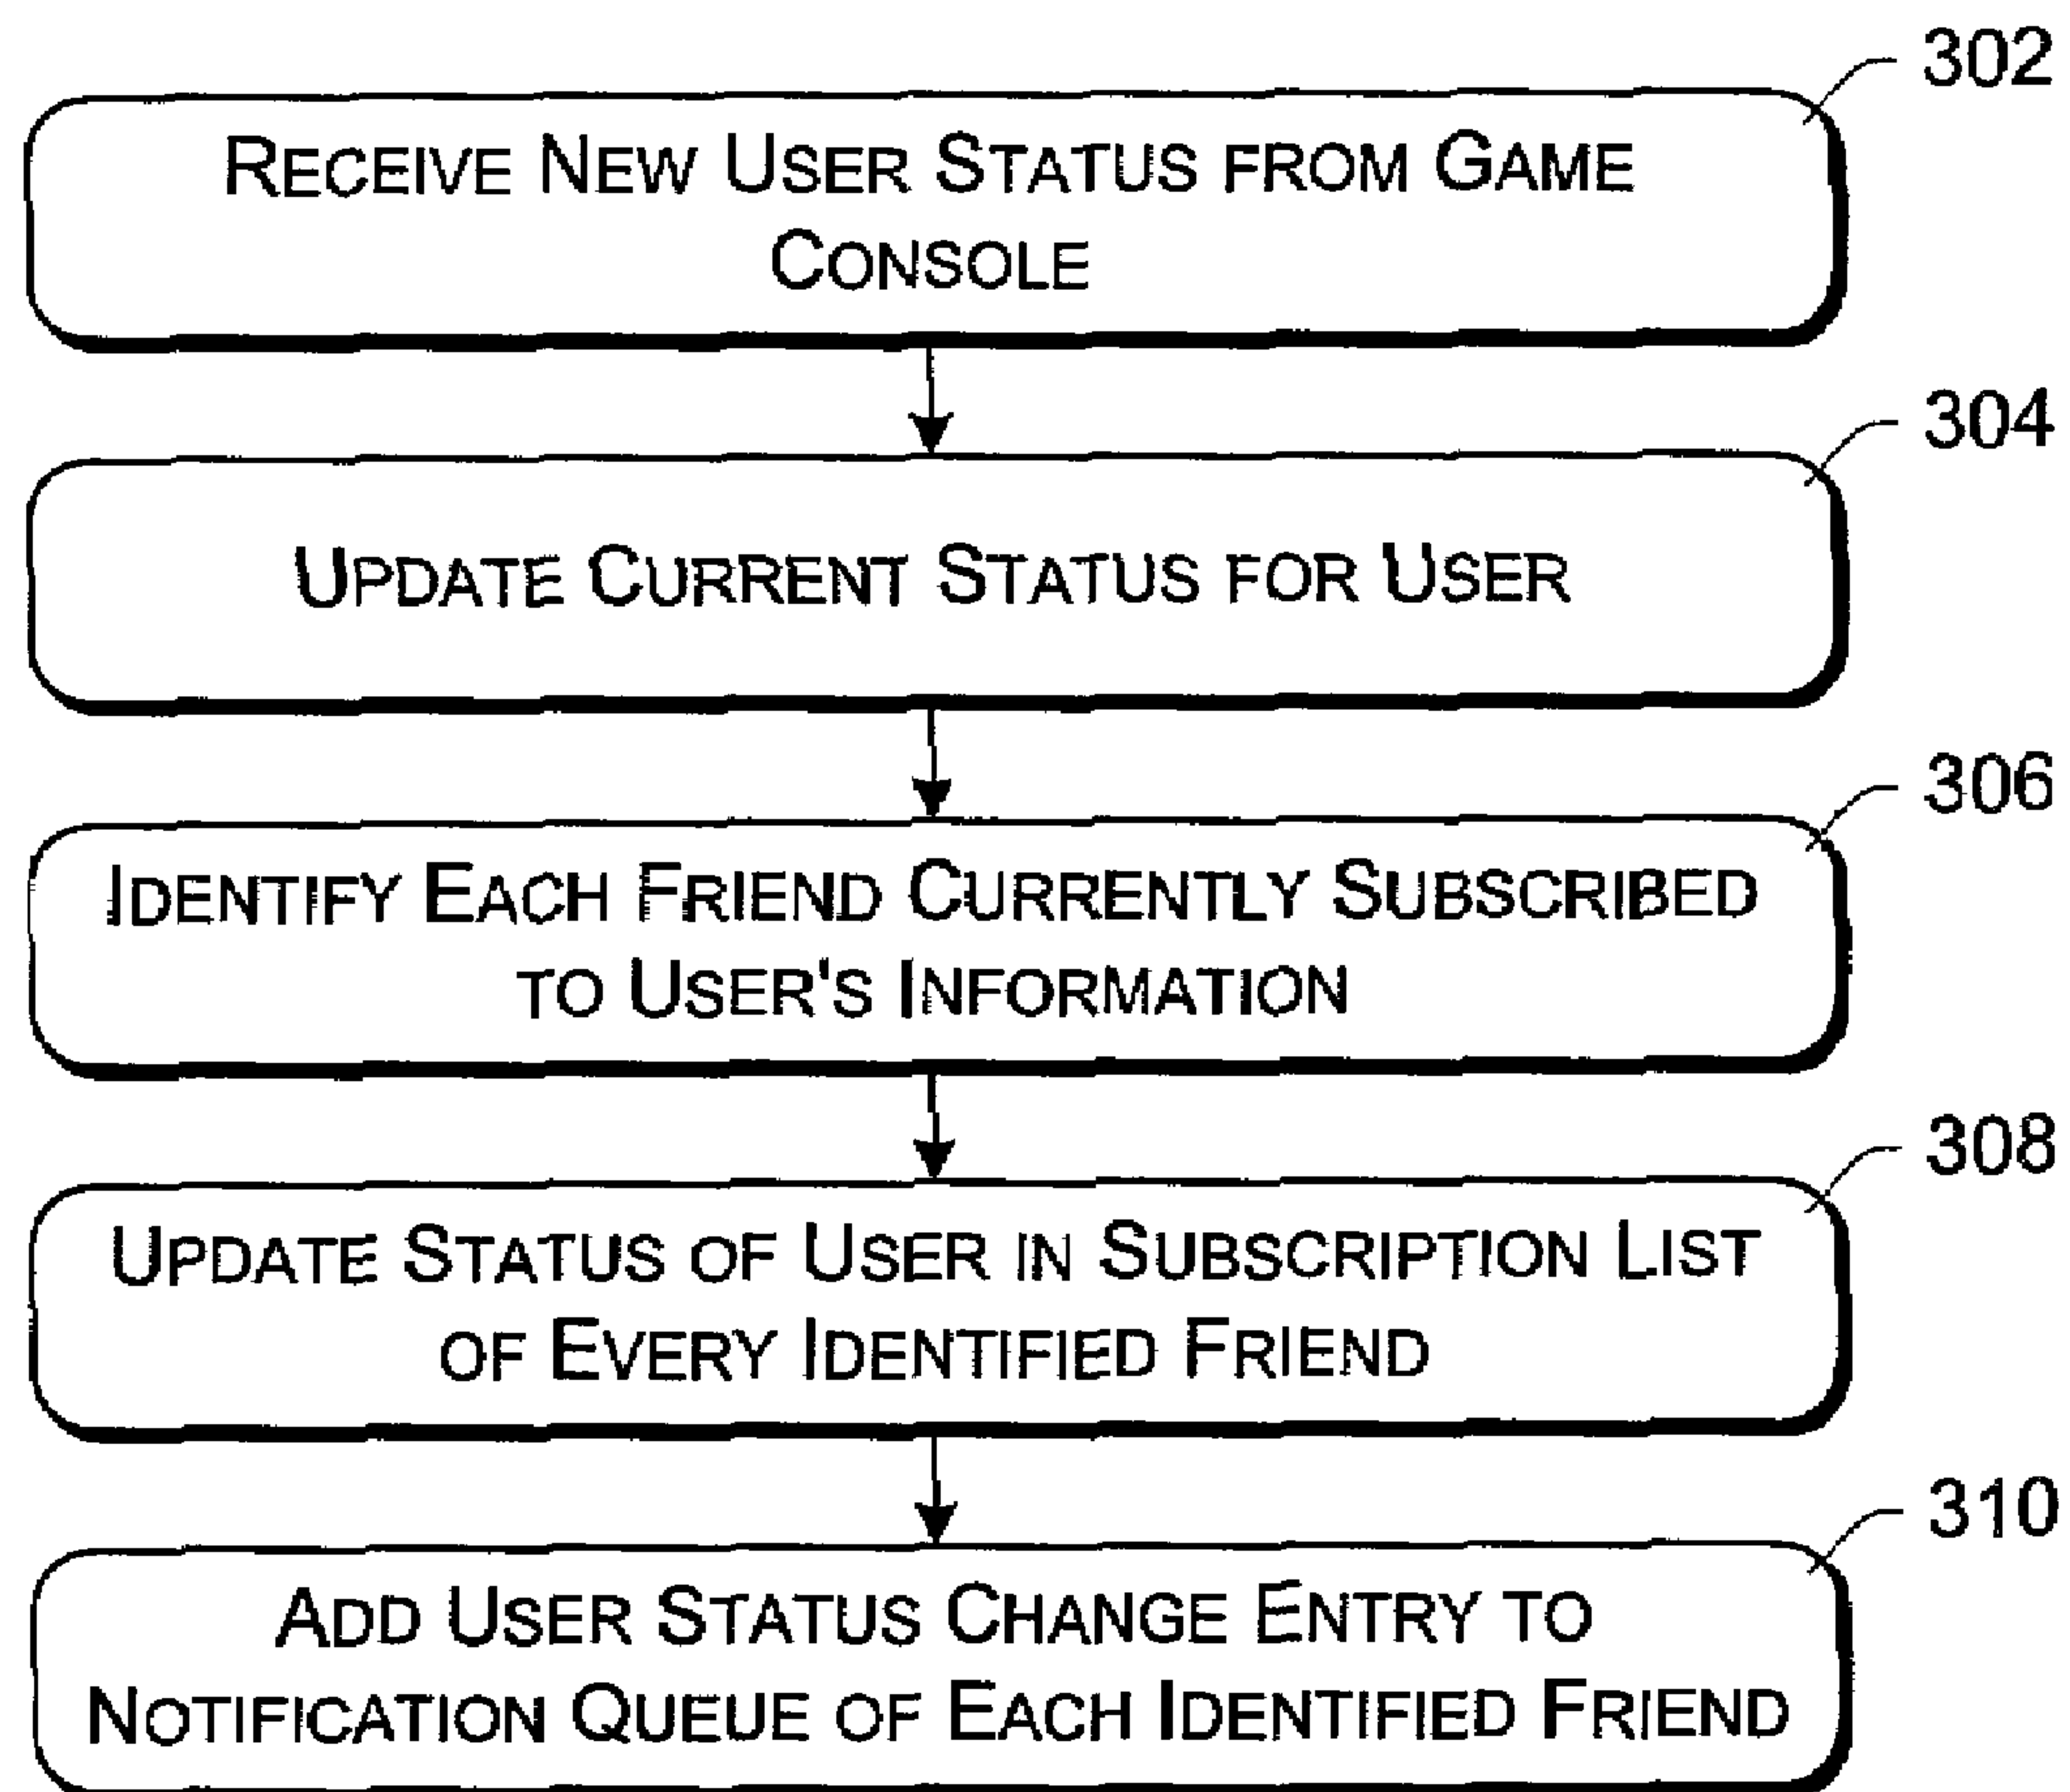 302
RECEIVE NEW USER STATUS FROM GAME
CONSOLE
304
UPDATE CURRENT STATUS FOR USER
306
IDENTIFY EACH FRIEND CURRENTLY SUBSCRIBED
TO USER'S INFORMATION
308
UPDATE STATUS OF USER IN SUBSCRIPTION LIST
OF EVERY IDENTIFIED FRIEND
310
ADD USER STATUS CHANGE ENTRY TO
NOTIFICATION QUEUE OF EACH IDENTIFIED FRIEND